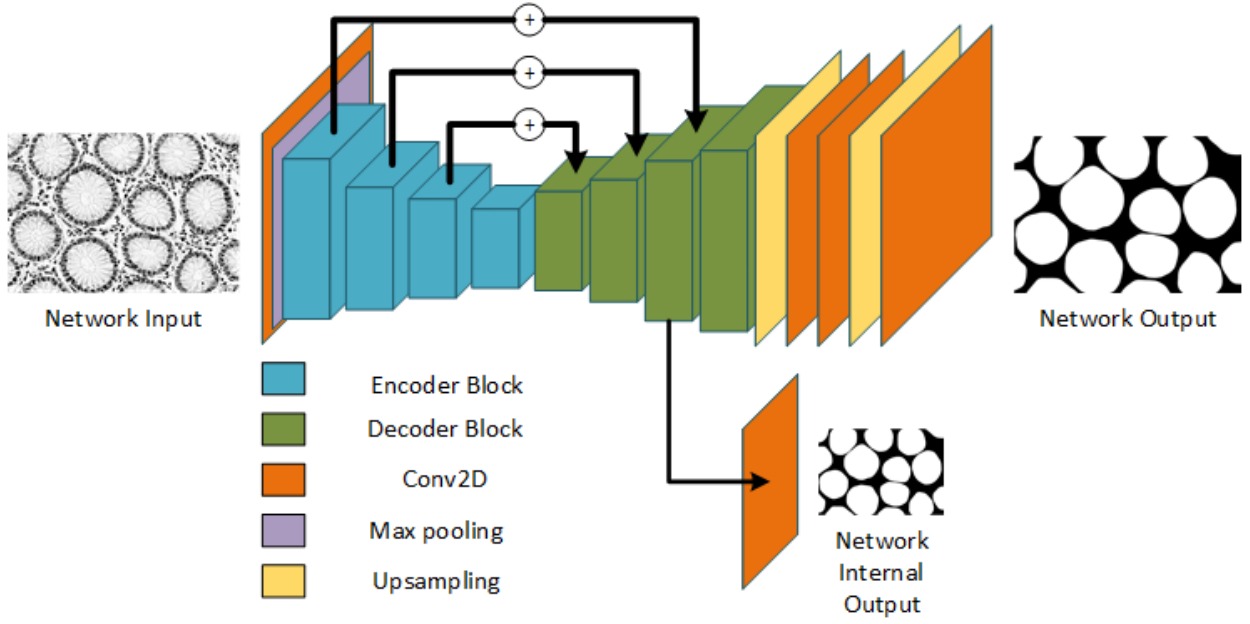 +
+
+
Network Input
Network Output
Encoder Block
Decoder Block
Conv2D
Max pooling
Upsampling
Network
Internal
Output